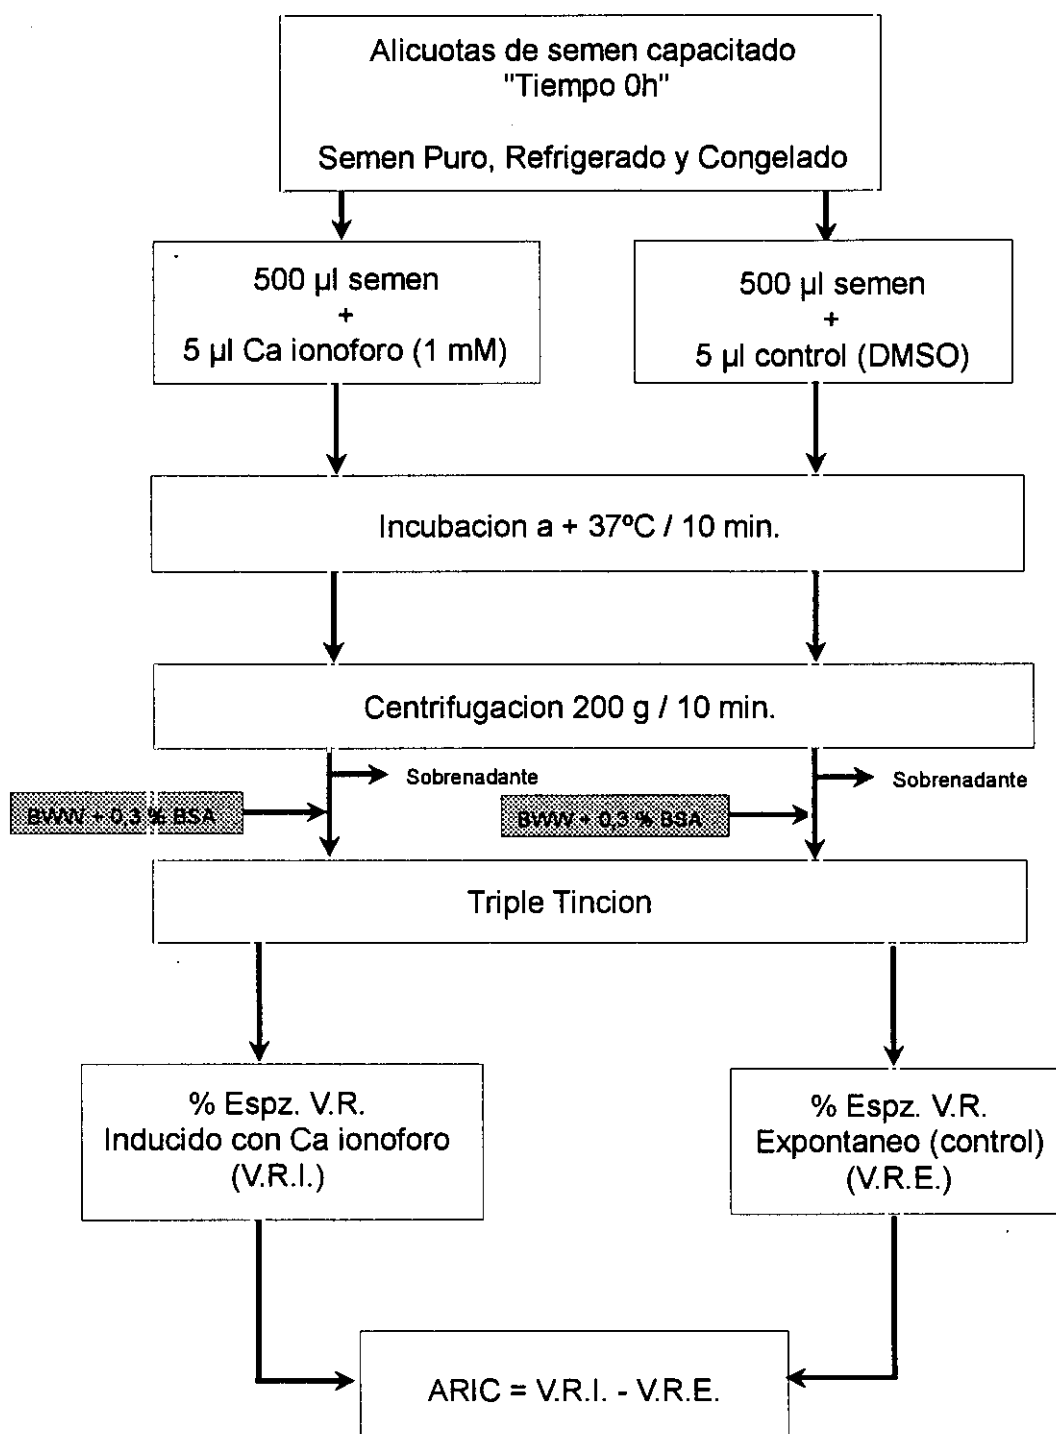 Alicuotas de semen capacitado
"Tiempo 0h"
Semen Puro, Refrigerado y Congelado
500 µl semen
+
5 µl Ca ionoforo (1 mM)
500 µl semen
+
5 µl control (DMSO)
Incubacion a + 37ºC / 10 min.
Centrifugacion 200 g / 10 min.
Sobrenadante
Sobrenadante
BWW + 0,3 % BSA
BWW + 0,3 % BSA
Triple Tincion
% Espz. V.R.
Inducido con Ca ionoforo
(V.R.I.)
% Espz. V.R.
Expontaneo (control)
(V.R.E.)
ARIC = V.R.I. - V.R.E.